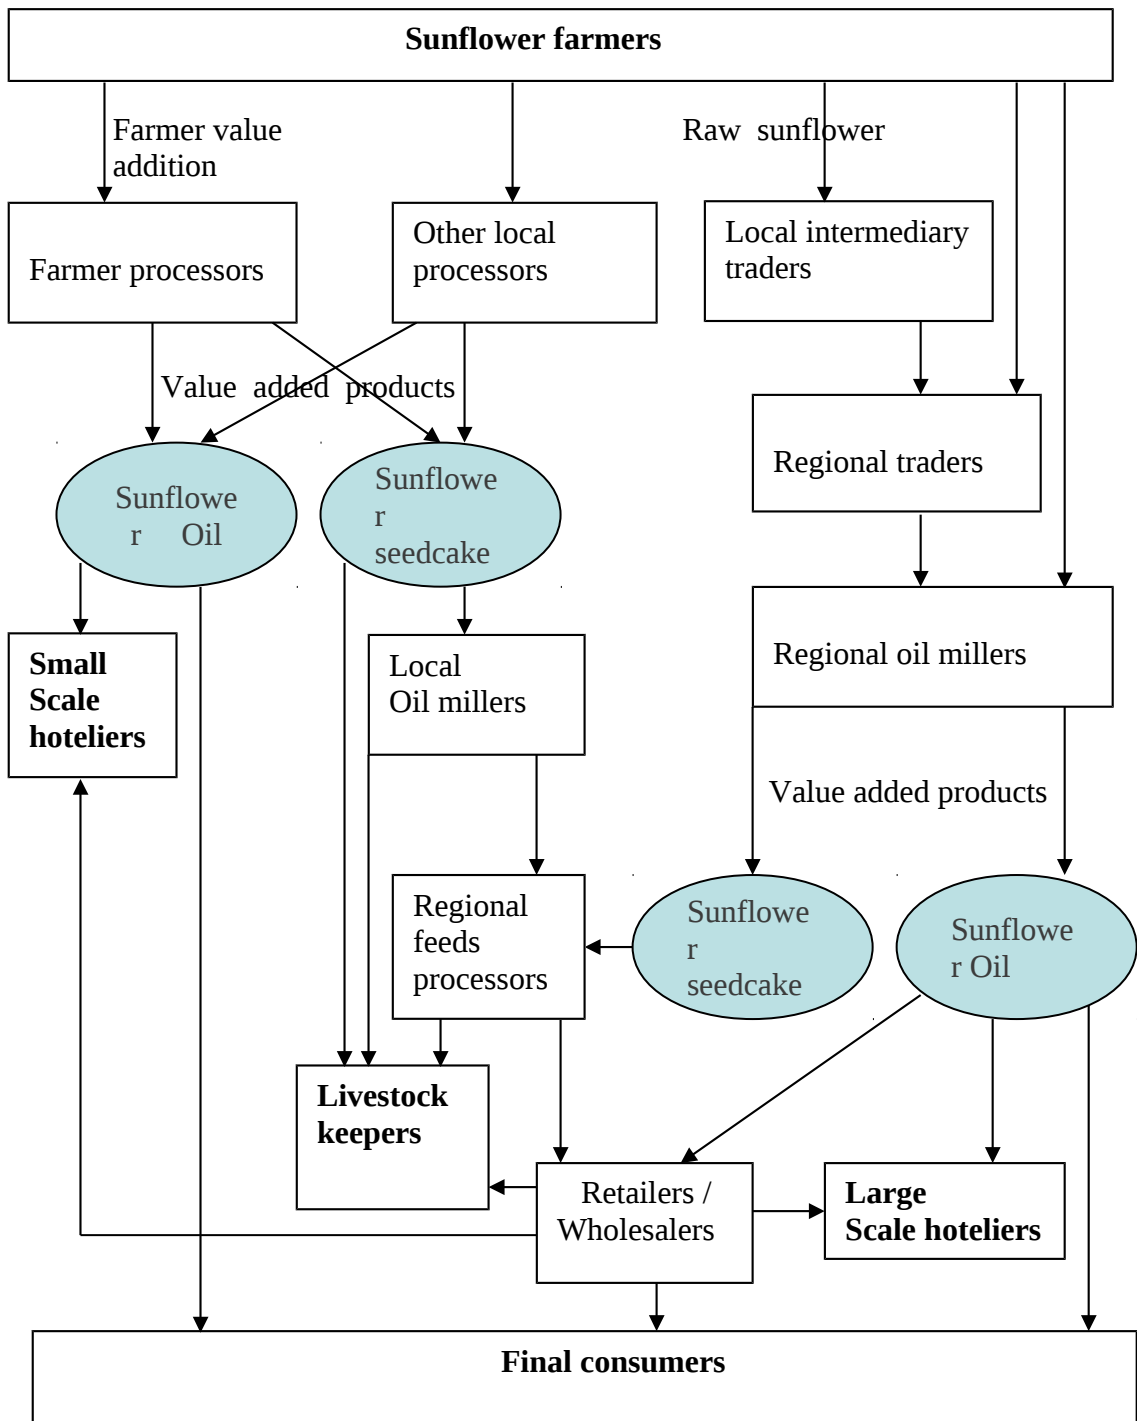 Sunflower farmers
Farmer value
addition
Raw sunflower
Farmer processors
Other local
processors
Local intermediary
traders
Value added products
Regional traders
Sunflowe
r Oil
Sunflowe
r
seedcake
Small
Scale
hoteliers
Local
Oil millers
Regional oil millers
Value added products
Regional
feeds
processors
Sunflowe
r
seedcake
Sunflowe
r Oil
Livestock
keepers
Retailers /
Wholesalers
Large
Scale hoteliers
Final consumers